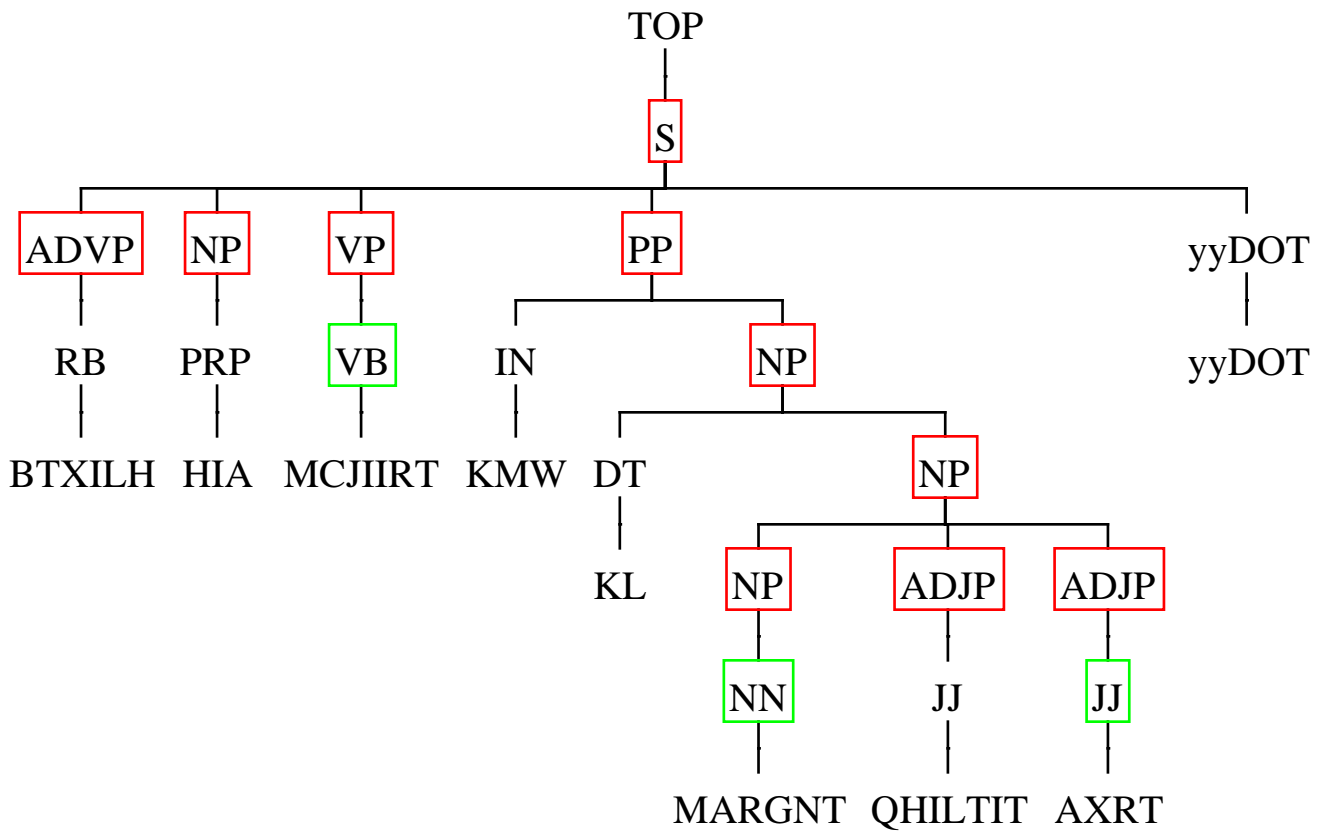 TOP
S
ADVP NP VP PP yyDOT
RB PRP VB IN NP yyDOT
BTXILH HIA MCJIIRT KMW DT NP
KL NP ADJP ADJP
NN JJ JJ
MARGNT QHILTIT AXRT